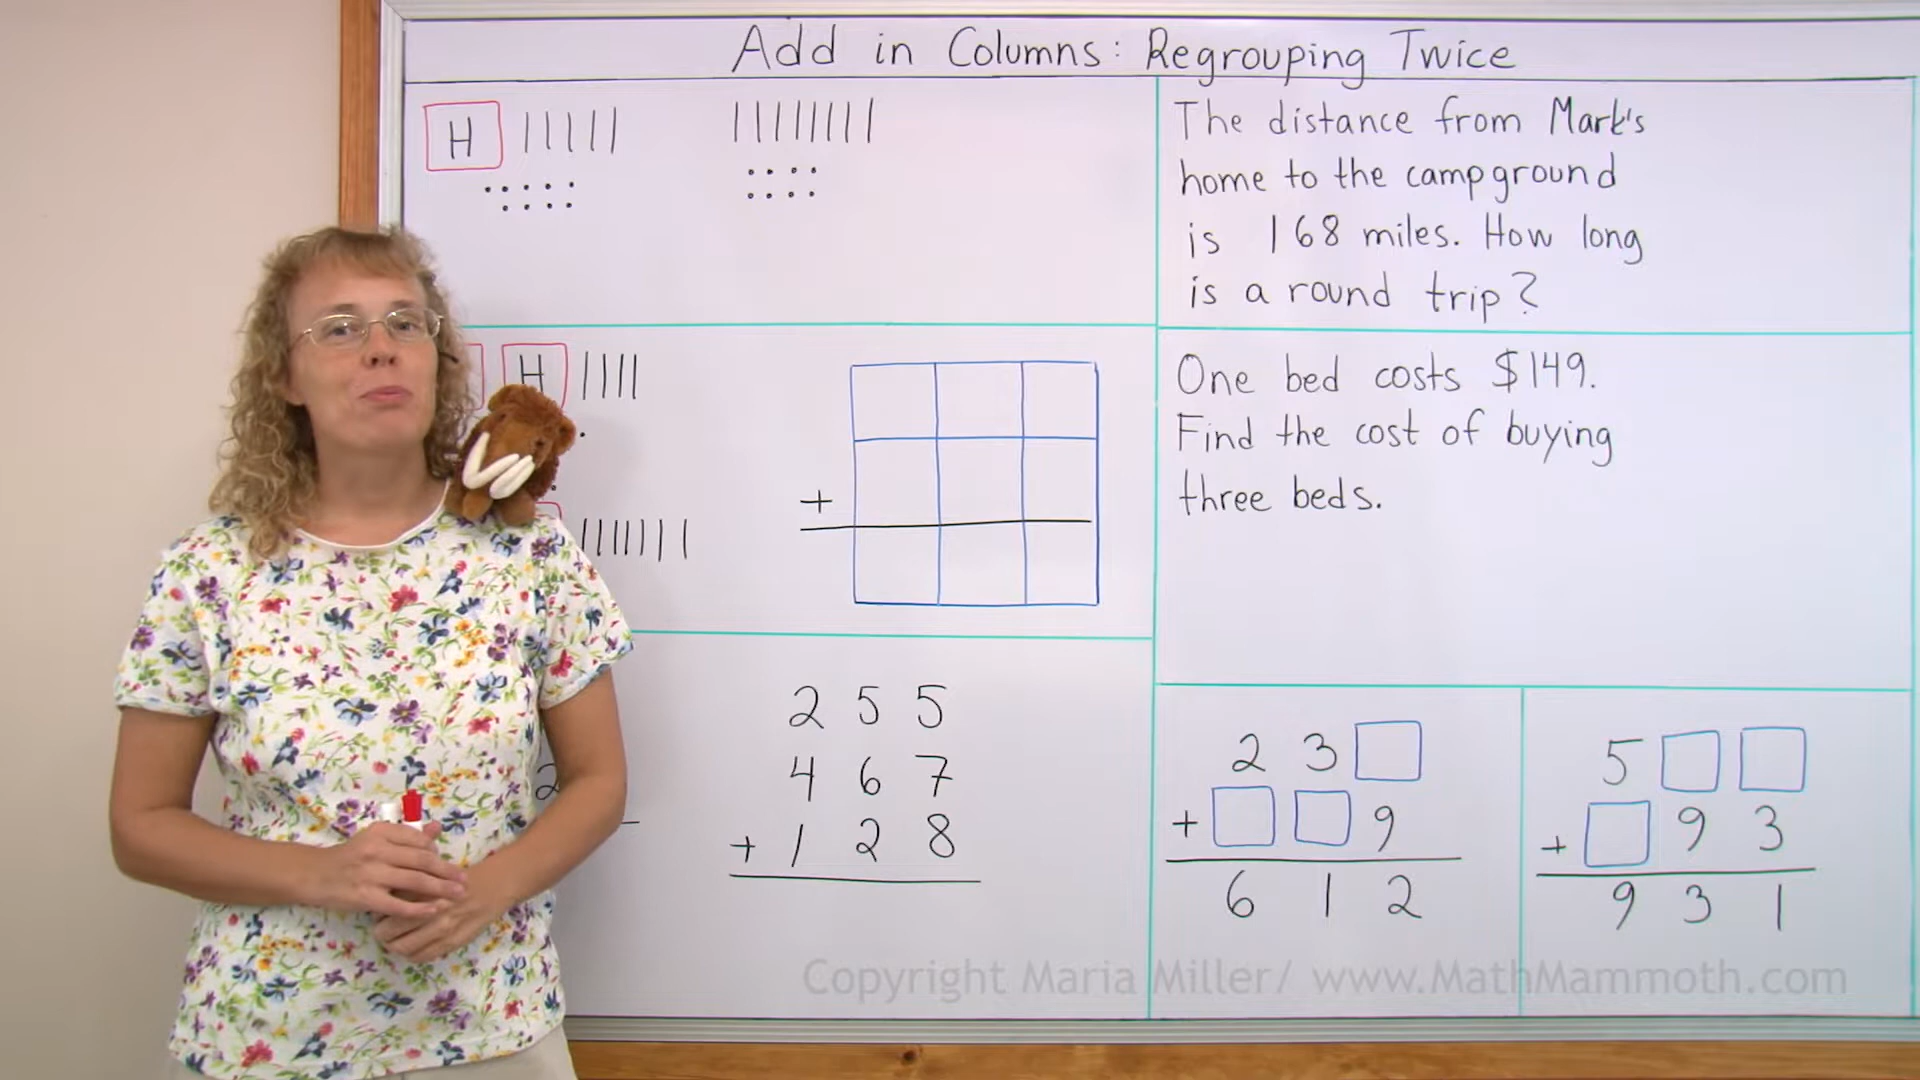 Add in Columns: Regrouping Twice
H
The distance from Mark's
home to the campground
is 168 miles. How long
is a round trip?
H
+
One bed costs $149.
Find the cost of buying
three beds.
2
2 5 5
4 6 7
+ 1 2 8
2 3
+ 9
6 1 2
5
+ 9 3
9 3 1
Copyright Maria Miller/ www.MathMammoth.com